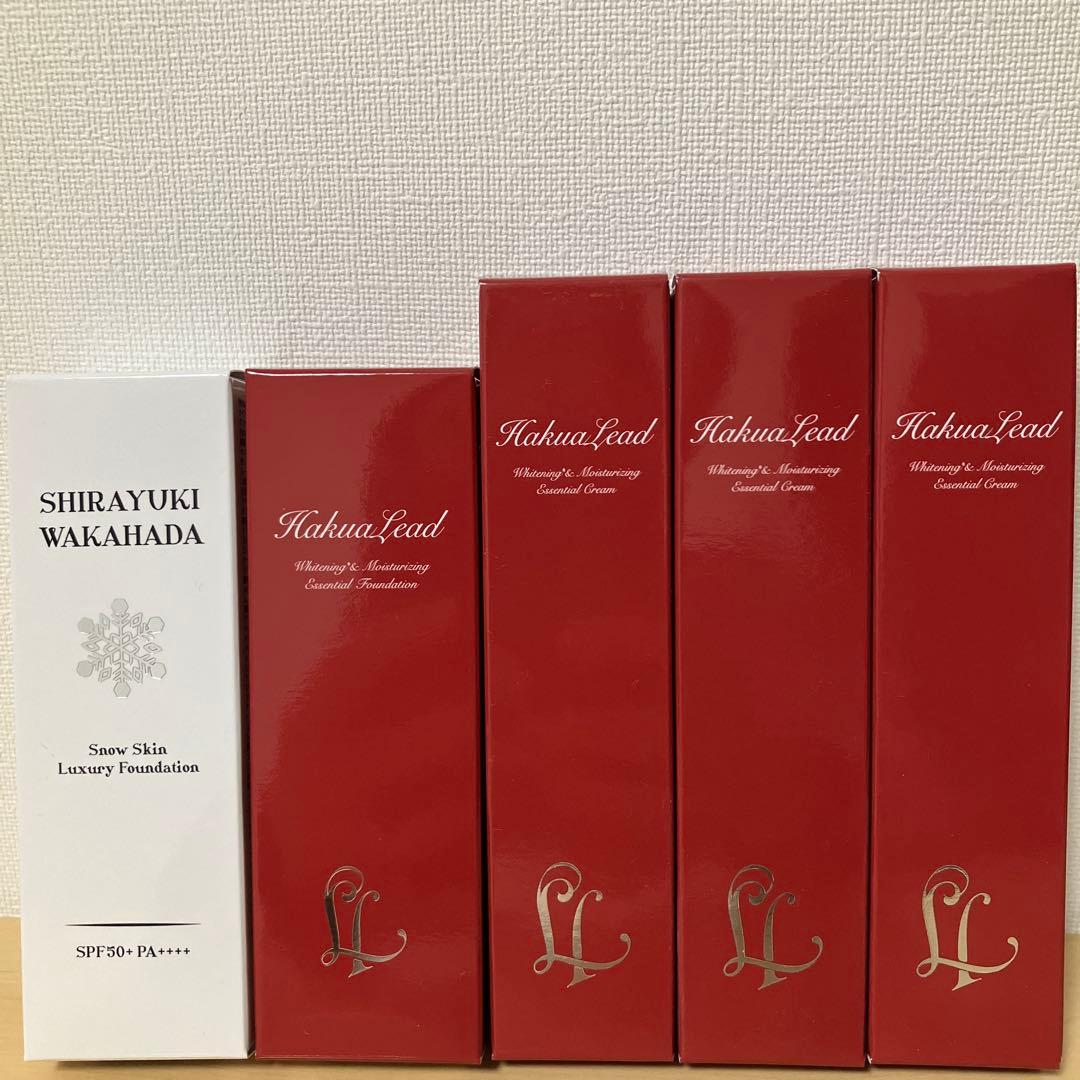 SHIRAYUKI
WAKAHADA
Snow Skin
Luxury Foundation
SPF50+ PA++++
HakuaLead
Whitening*& Moisturizing
Essential Foundation
HakuaLead
Whitening*& Moisturizing
Essential Cream
HakuaLead
Whitening*& Moisturizing
Essential Cream
HakuaLead
Whitening*& Moisturizing
Essential Cream